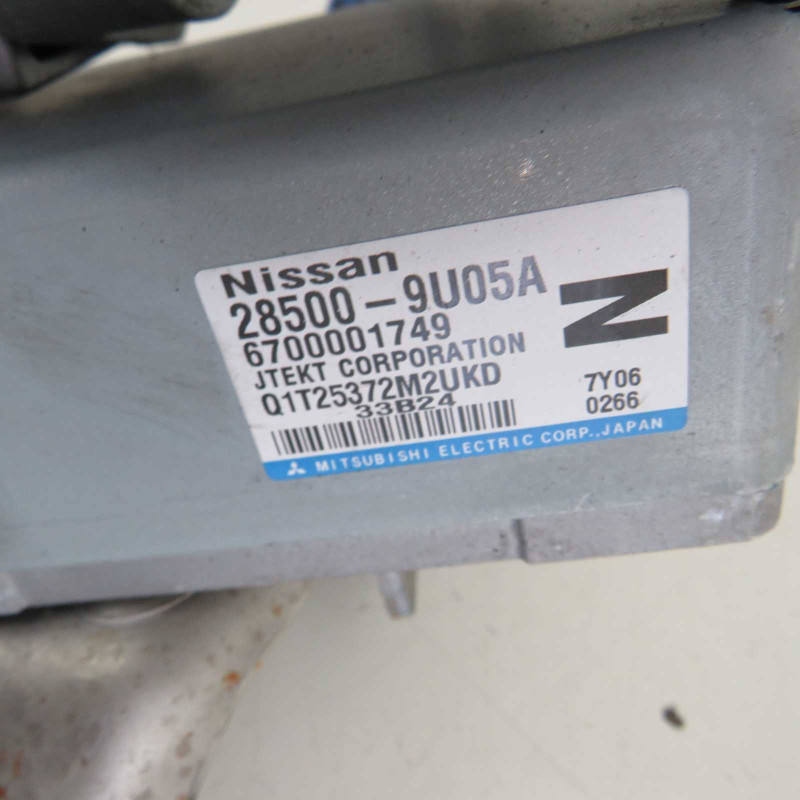 Nissan
28500-9U05A
6700001749
JTEKT CORPORATION
Q1T25372M2UKD
33B24
N
7Y06
0266
MITSUBISHI ELECTRIC CORP., JAPAN